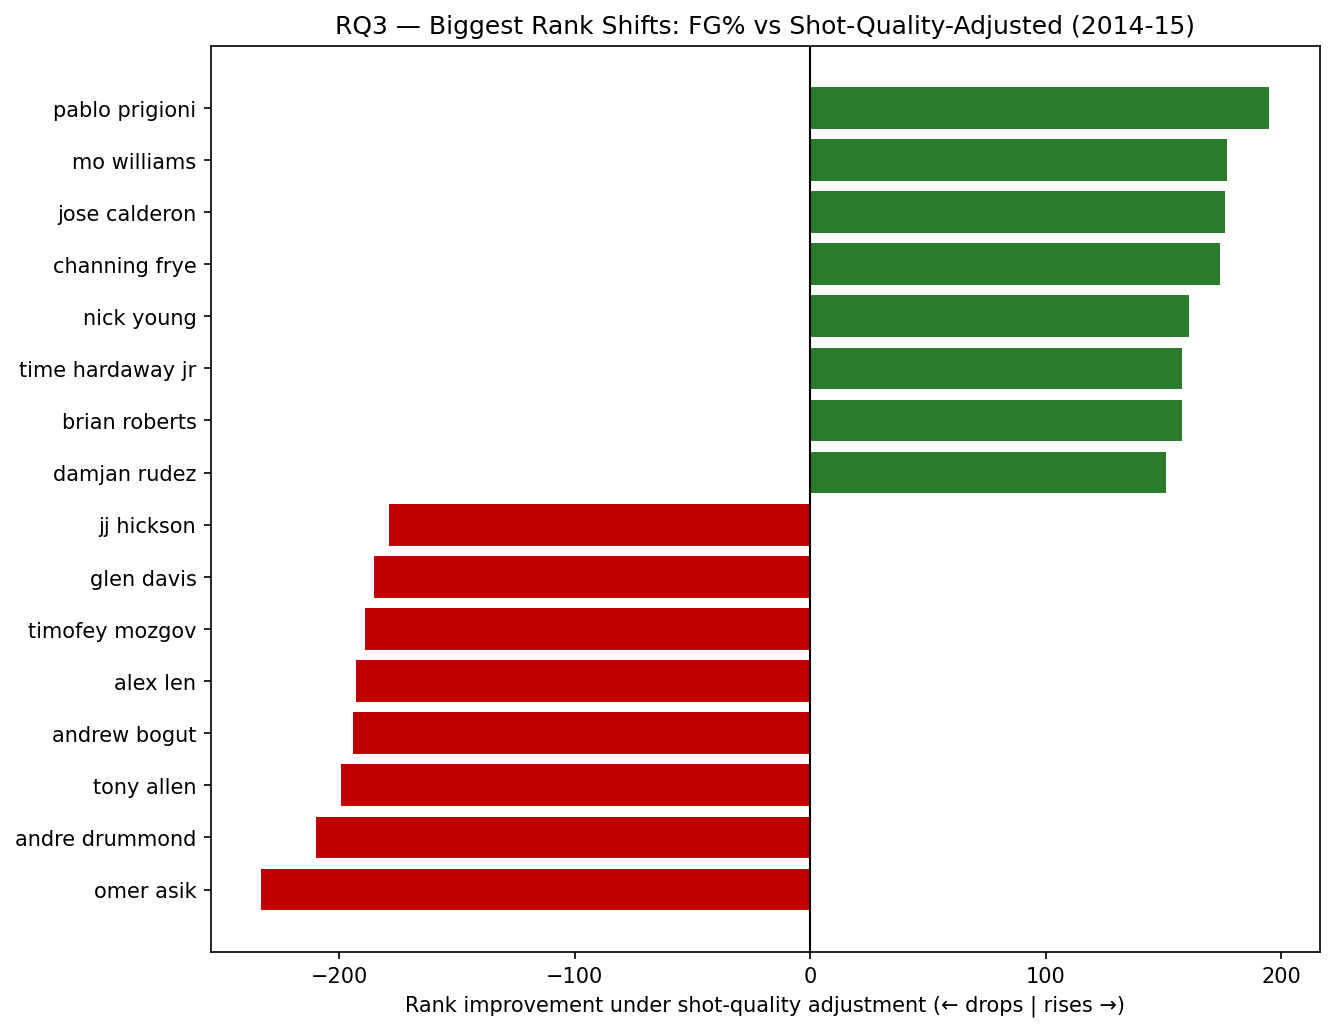 RQ3 — Biggest Rank Shifts: FG% vs Shot-Quality-Adjusted (2014-15)
pablo prigioni
mo williams
jose calderon
channing frye
nick young
time hardaway jr
brian roberts
damjan rudez
jj hickson
glen davis
timofey mozgov
alex len
andrew bogut
tony allen
andre drummond
omer asik
−200 −100 0 100 200
Rank improvement under shot-quality adjustment (← drops | rises →)